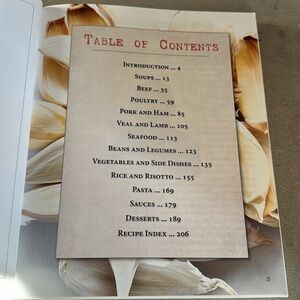 Table of Contents
Introduction ... 4
Soups ... 13
Beef ... 35
Poultry ... 59
Pork and Ham ... 85
Veal and Lamb ... 105
Seafood ... 113
Beans and Legumes ... 123
Vegetables and Side Dishes ... 135
Rice and Risotto ... 155
Pasta ... 169
Sauces ... 179
Desserts ... 189
Recipe Index ... 206
3